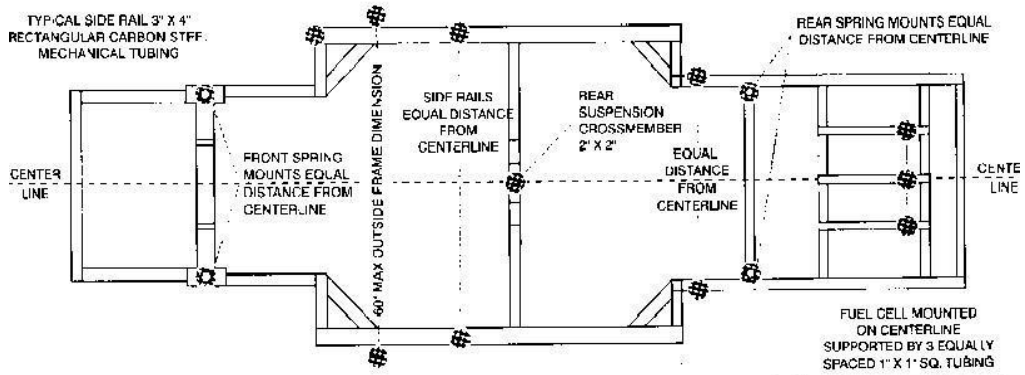 TYPICAL SIDE RAIL 3" X 4"
RECTANGULAR CARBON STEEL
MECHANICAL TUBING
REAR SPRING MOUNTS EQUAL
DISTANCE FROM CENTERLINE
60" MAX OUTSIDE FRAME DIMENSION
SIDE RAILS
EQUAL DISTANCE
FROM
CENTERLINE
REAR
SUSPENSION
CROSSMEMBER
2" X 2"
FRONT SPRING
MOUNTS EQUAL
DISTANCE FROM
CENTERLINE
EQUAL
DISTANCE
FROM
CENTERLINE
CENTER
LINE
CENTE
LINE
FUEL CELL MOUNTED
ON CENTERLINE
SUPPORTED BY 3 EQUALLY
SPACED 1" X 1" SQ. TUBING